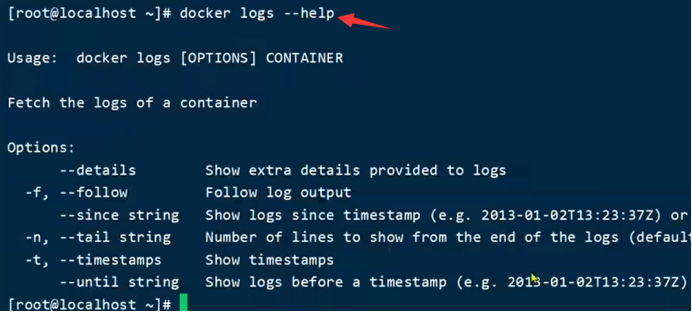 [root@localhost ~]# docker logs --help
Usage:  docker logs [OPTIONS] CONTAINER
Fetch the logs of a container
Options:
      --details        Show extra details provided to logs
  -f, --follow         Follow log output
      --since string   Show logs since timestamp (e.g. 2013-01-02T13:23:37Z) or
  -n, --tail string    Number of lines to show from the end of the logs (default
  -t, --timestamps     Show timestamps
      --until string   Show logs before a timestamp (e.g. 2013-01-02T13:23:37Z)
[root@localhost ~]#